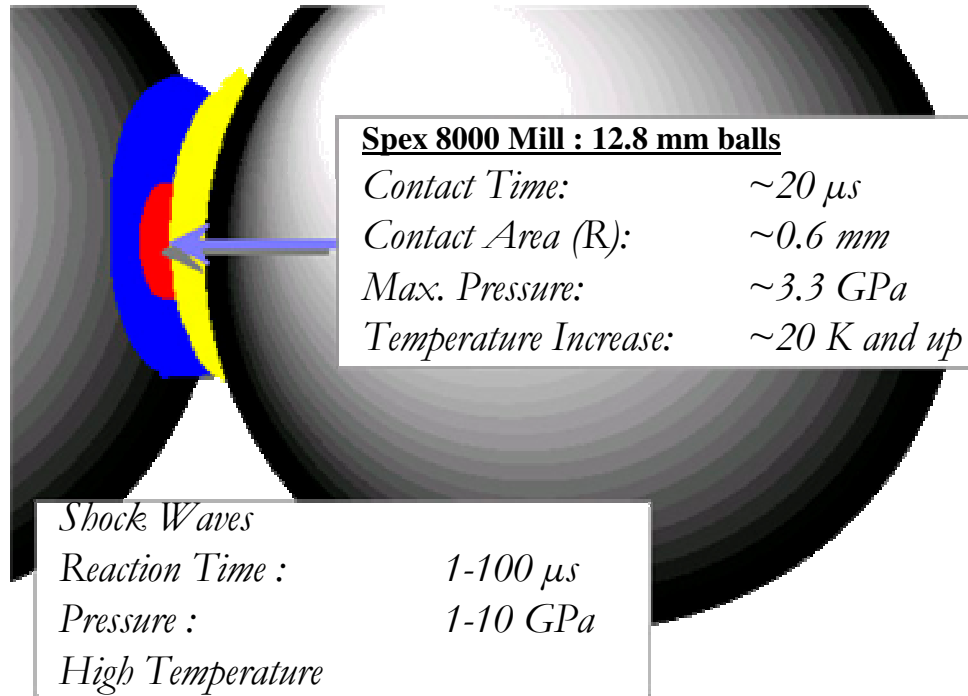 Spex 8000 Mill : 12.8 mm balls
Contact Time: ~20 μs
Contact Area (R): ~0.6 mm
Max. Pressure: ~3.3 GPa
Temperature Increase: ~20 K and up
Shock Waves
Reaction Time : 1-100 μs
Pressure : 1-10 GPa
High Temperature